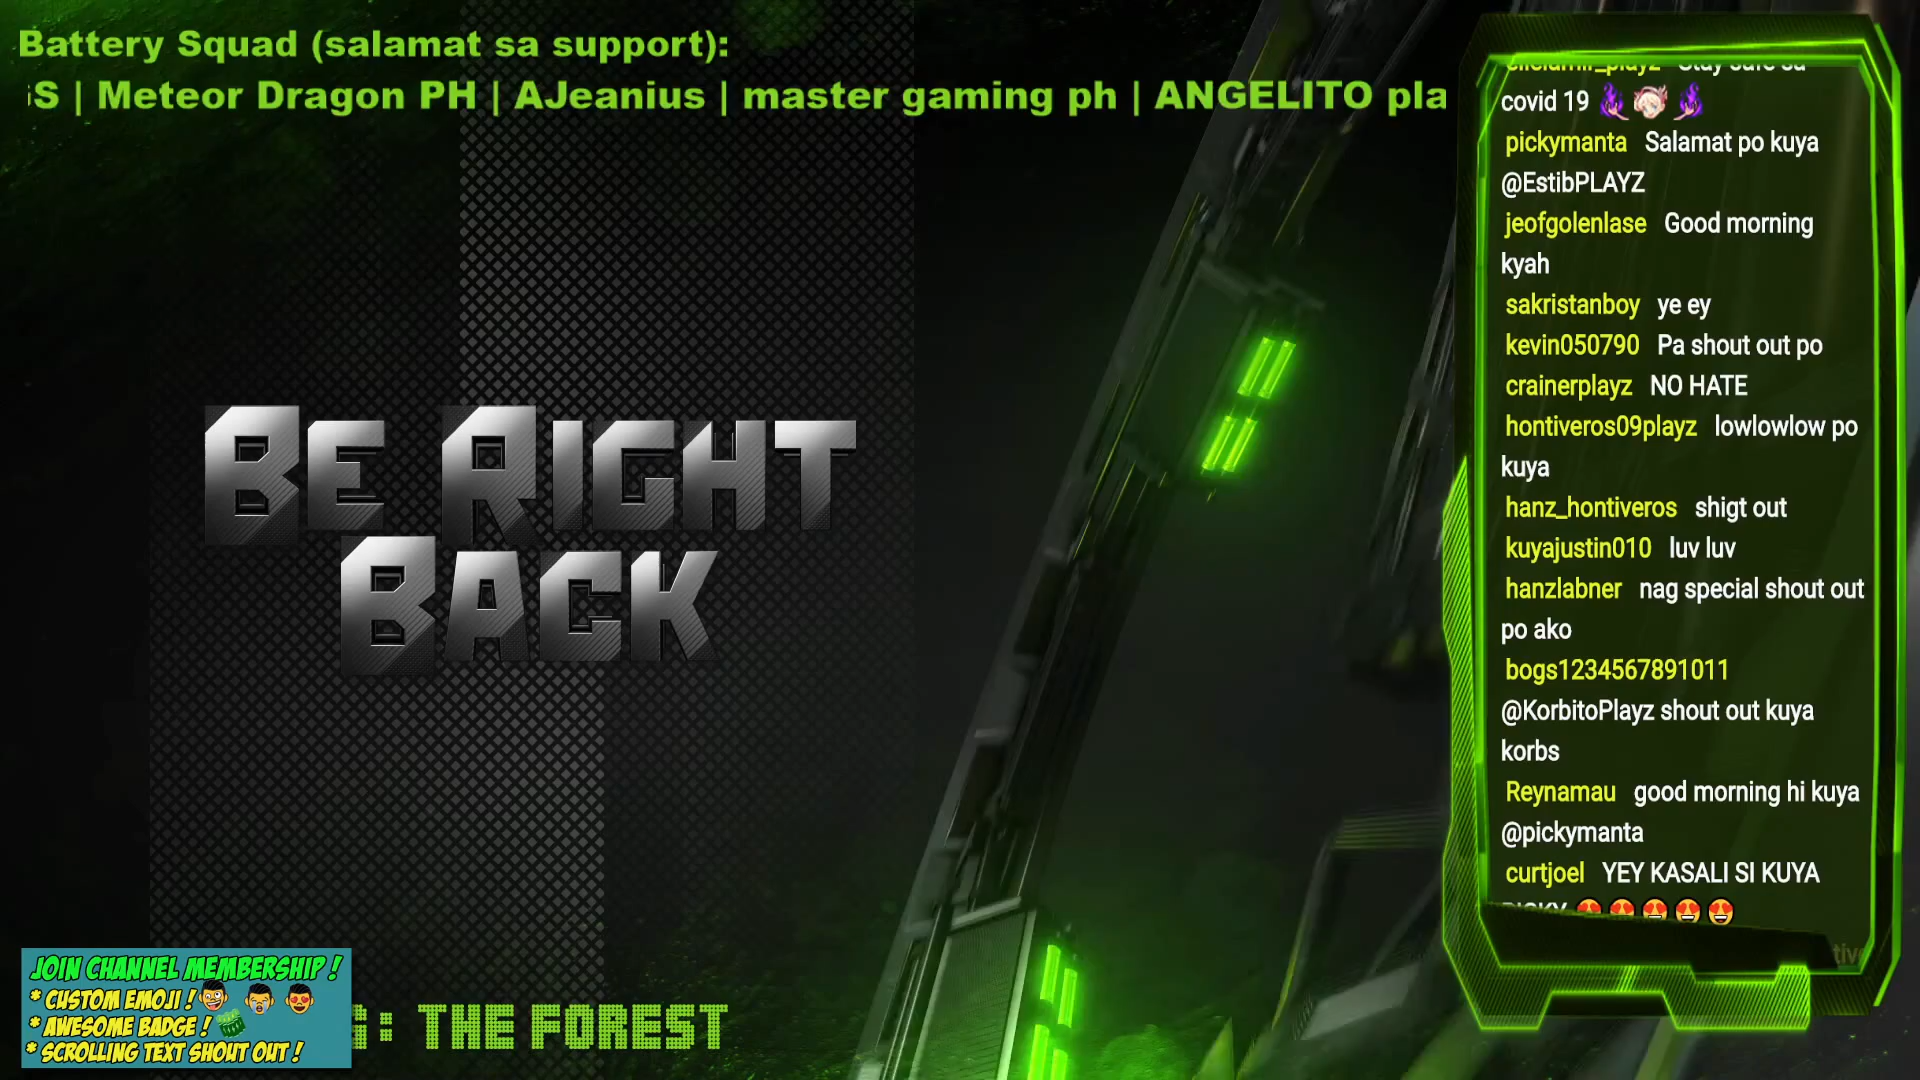 Battery Squad (salamat sa support):
S | Meteor Dragon PH | AJeanius | master gaming ph | ANGELITO pla
Be Right
Back
JOIN CHANNEL MEMBERSHIP !
* CUSTOM EMOJI !
* AWESOME BADGE !
* SCROLLING TEXT SHOUT OUT !
: THE FOREST
Stay safe sa
covid 19
pickymanta Salamat po kuya
@EstibPLAYZ
jeofgolenlase Good morning
kyah
sakristanboy ye ey
kevin050790 Pa shout out po
crainerplayz NO HATE
hontiveros09playz lowlowlow po
kuya
hanz_hontiveros shigt out
kuyajustin010 luv luv
hanzlabner nag special shout out
po ako
bogs1234567891011
@KorbitoPlayz shout out kuya
korbs
Reynamau good morning hi kuya
@pickymanta
curtjoel YEY KASALI SI KUYA
PICKY